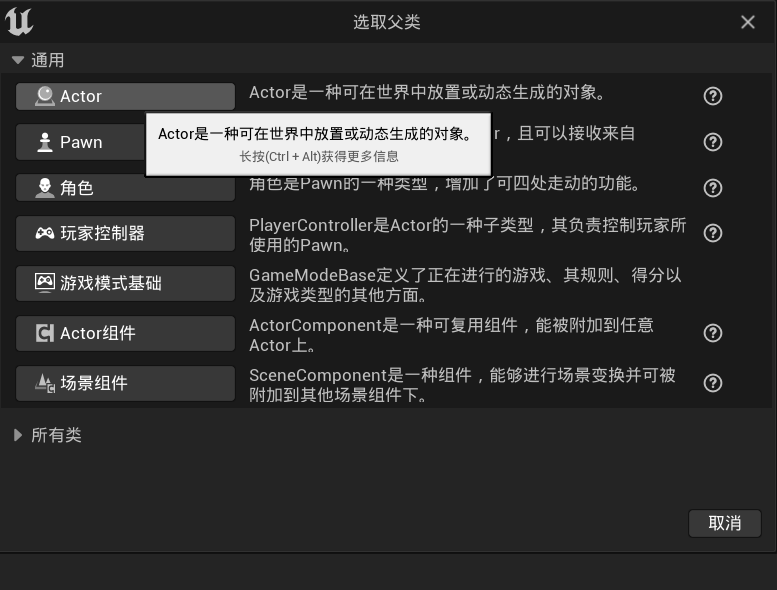 选取父类
通用
Actor
Actor是一种可在世界中放置或动态生成的对象。
Actor是一种可在世界中放置或动态生成的对象。
长按(Ctrl + Alt)获得更多信息
Pawn
r，且可以接收来自
角色
角色是Pawn的一种类型，增加了可四处走动的功能。
玩家控制器
PlayerController是Actor的一种子类型，其负责控制玩家所
使用的Pawn。
游戏模式基础
GameModeBase定义了正在进行的游戏、其规则、得分以
及游戏类型的其他方面。
Actor组件
ActorComponent是一种可复用组件，能被附加到任意
Actor上。
场景组件
SceneComponent是一种组件，能够进行场景变换并可被
附加到其他场景组件下。
所有类
取消